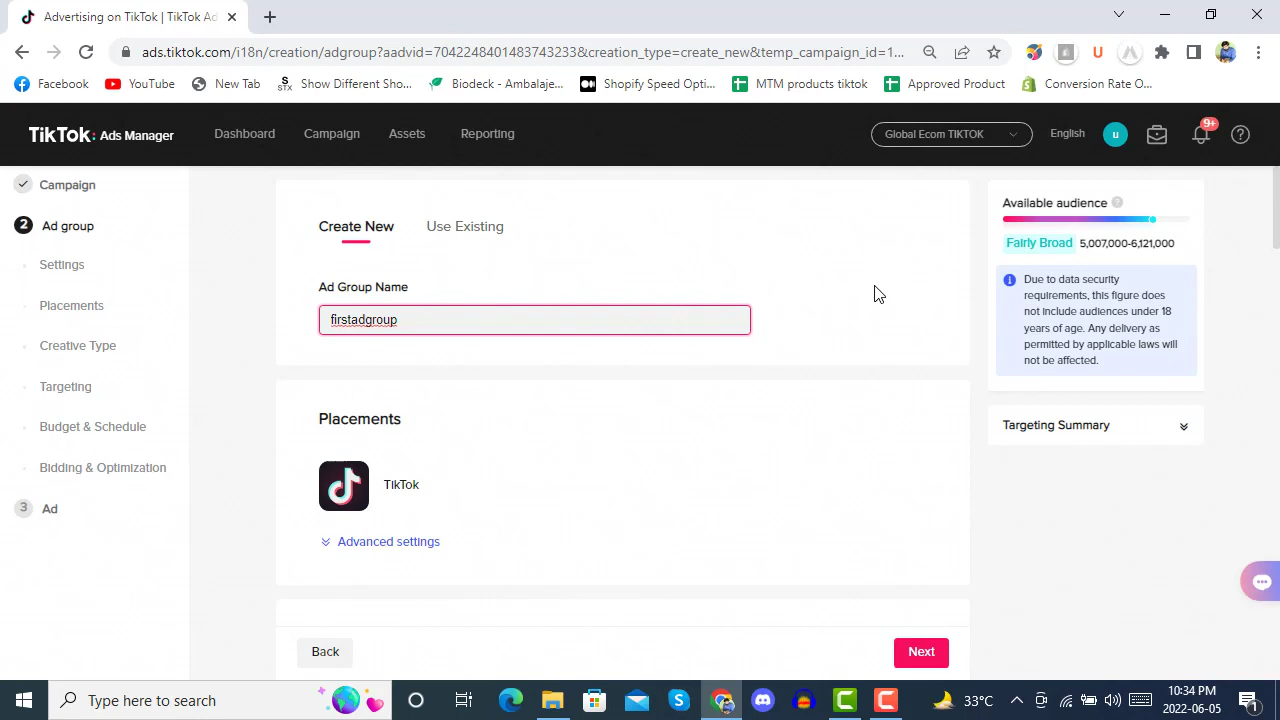 Advertising on TikTok | TikTok Ad
ads.tiktok.com/i18n/creation/adgroup?aadvid=7042245401483743233&creation_type=create_new&temp_campaign_id=1...
Facebook YouTube New Tab STX Show Different Sho... Biodeck - Ambalaje... Shopify Speed Opti... MTM products tiktok Approved Product Conversion Rate O...
TikTok: Ads Manager Dashboard Campaign Assets Reporting Global Ecom TIKTOK English u 9+
Campaign
2 Ad group
Settings
Placements
Creative Type
Targeting
Budget & Schedule
Bidding & Optimization
3 Ad
Create New Use Existing
Ad Group Name
firstadgroup
Placements
TikTok
Advanced settings
Back Next
Available audience
Fairly Broad 5,007,000-6,121,000
Due to data security
requirements, this figure does
not include audiences under 18
years of age. Any delivery as
permitted by applicable laws will
not be affected.
Targeting Summary
Type here to search
33°C
10:34 PM
2022-06-05
1